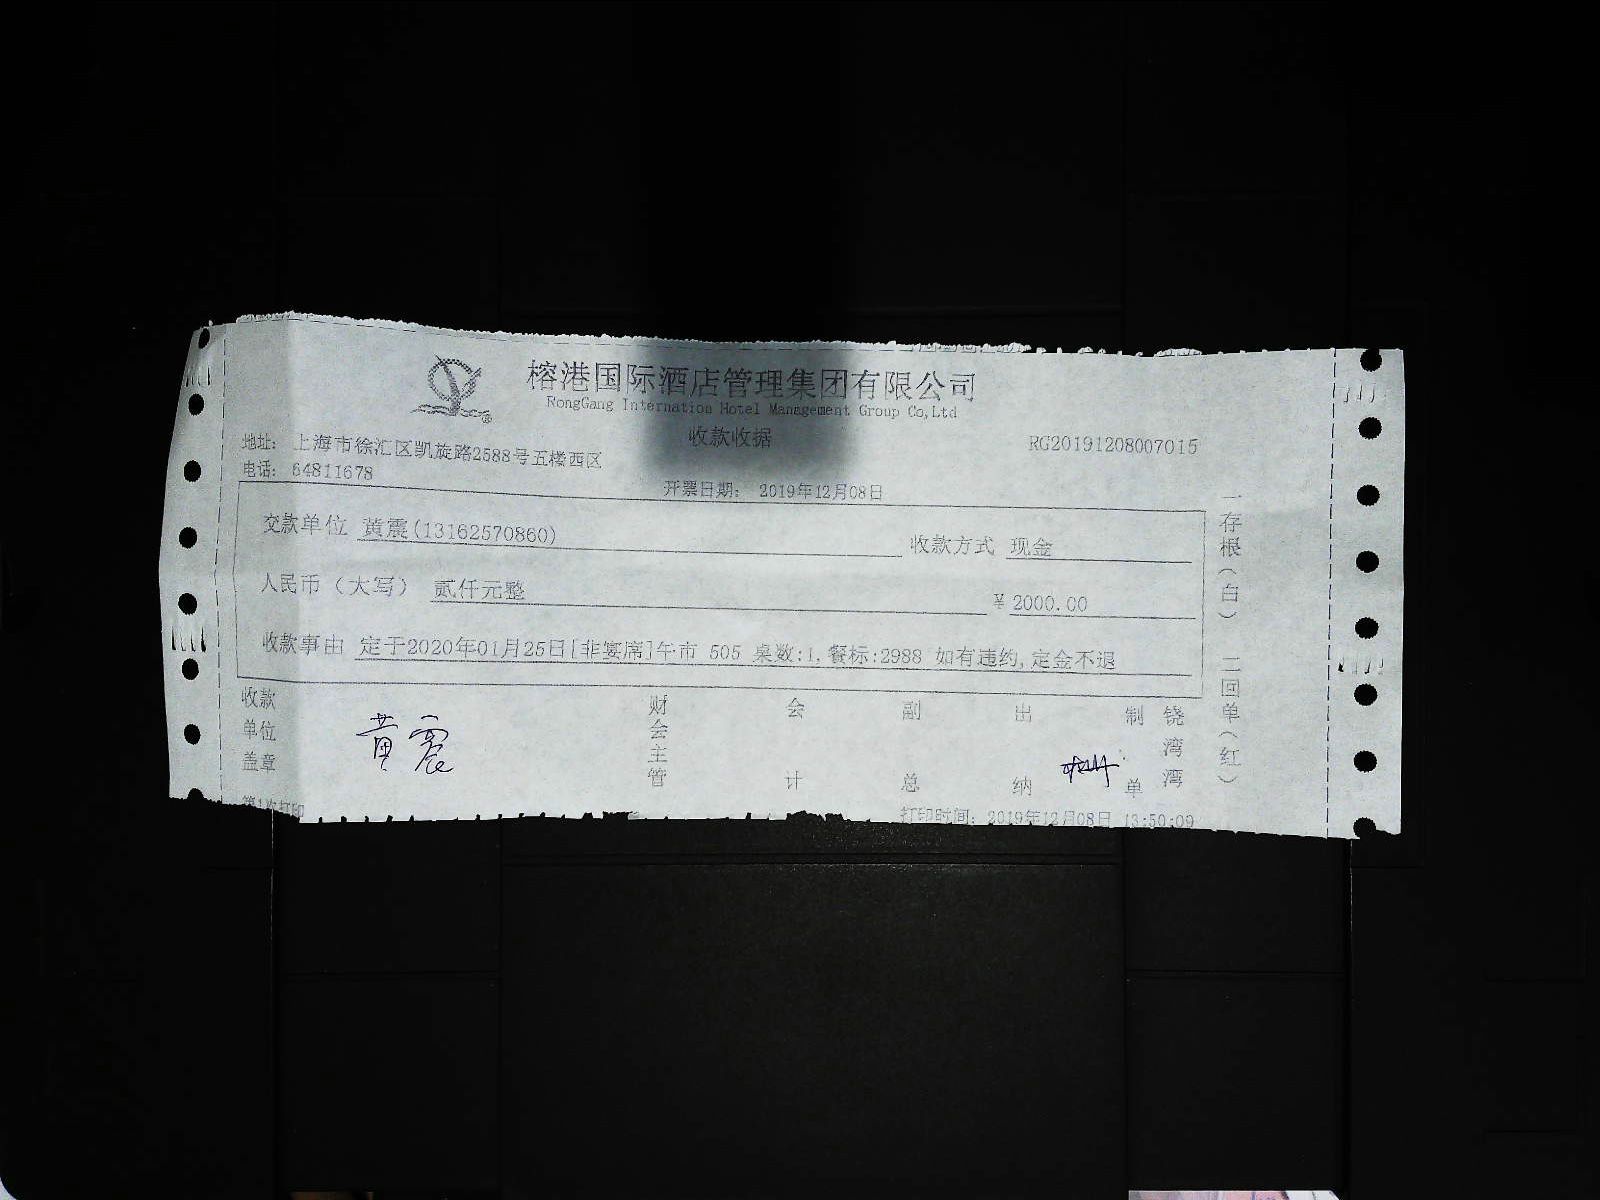 榕港国际酒店管理集团有限公司
RongGang Internation Hotel Management Group Co,Ltd
收款收据
RG20191208007015
地址: 上海市徐汇区凯旋路2588号五楼西区
电话: 64811678
开票日期: 2019年12月08日
交款单位 黄震(13162570860) 收款方式 现金
人民币（大写） 贰仟元整 ¥ 2000.00
收款事由 定于2020年01月25日[非宴席]午市 505 桌数:1,餐标:2988 如有违约,定金不退
收款单位盖章 黄震 财会主管 会计 副总 出纳 制单 饶湾湾
一存根（白） 二回单（红）
第1次打印 打印时间: 2019年12月08日 13:50:09